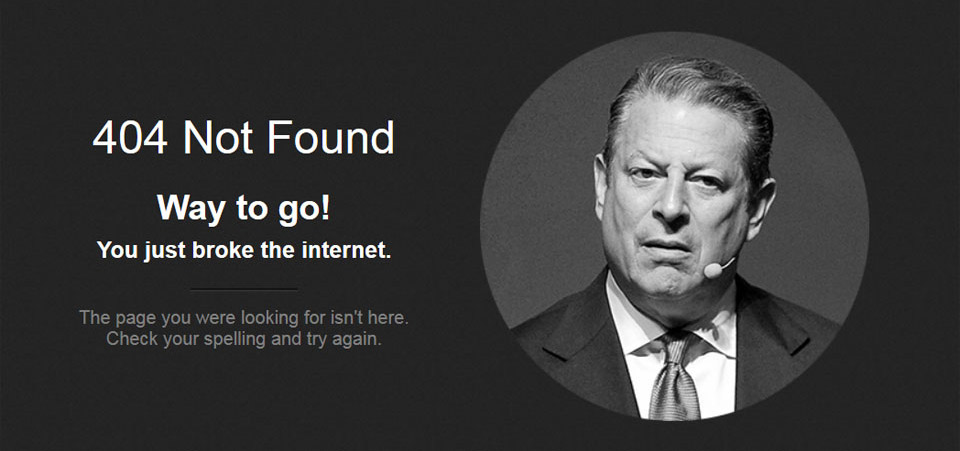 404 Not Found
Way to go!
You just broke the internet.
The page you were looking for isn't here.
Check your spelling and try again.